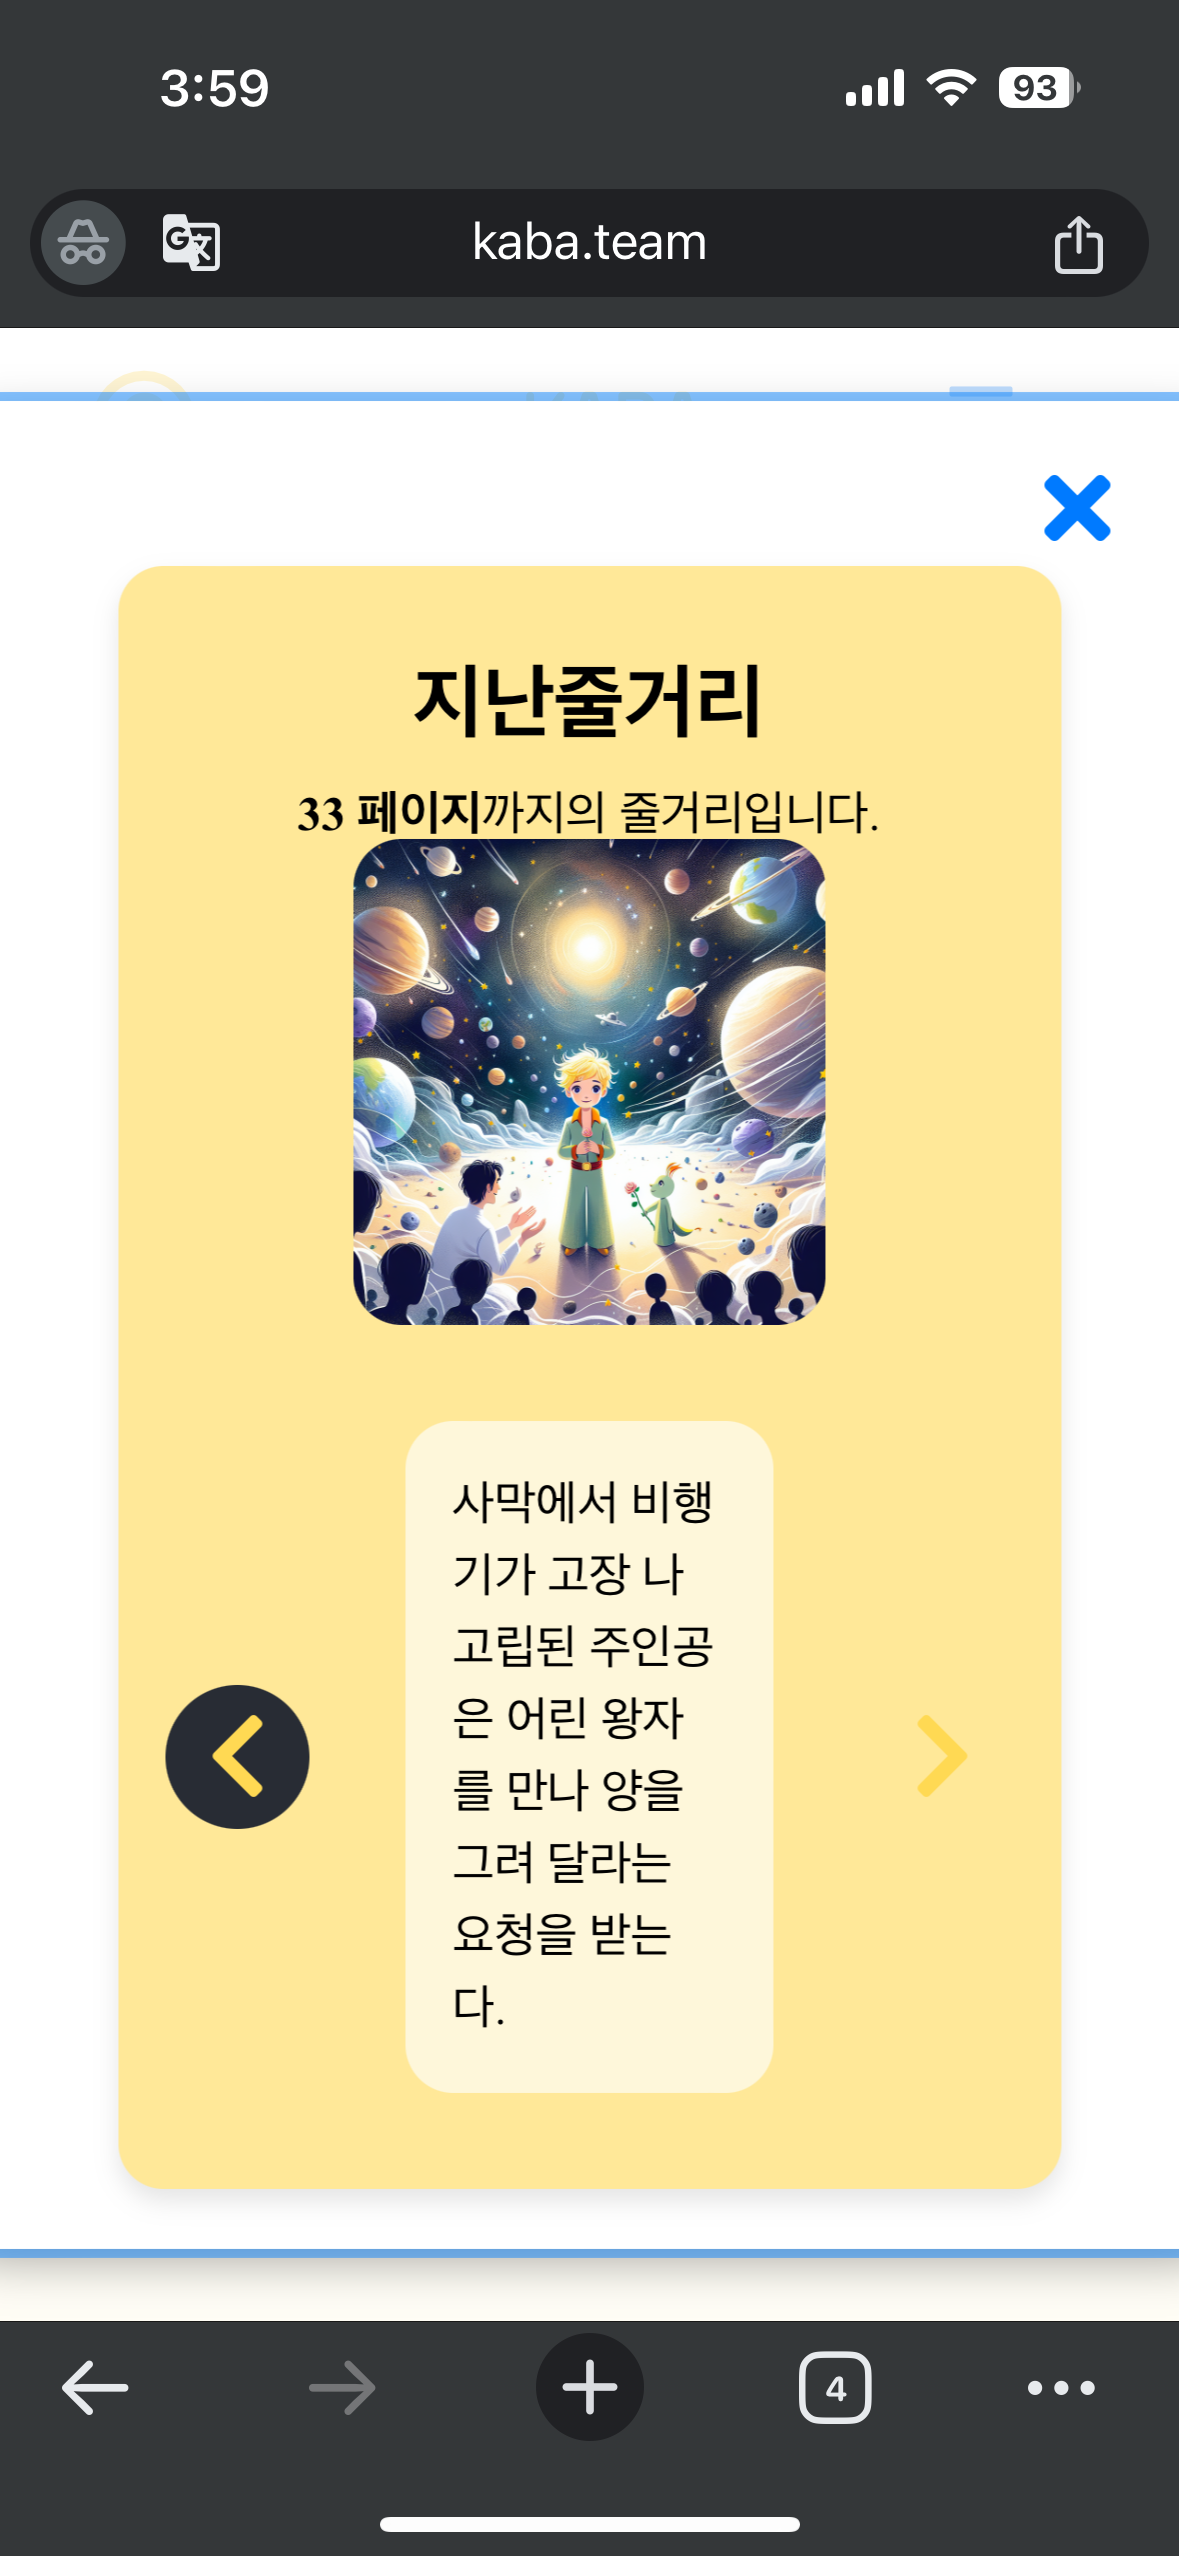 3:59
93
kaba.team
지난줄거리
33 페이지까지의 줄거리입니다.
사막에서 비행
기가 고장 나
고립된 주인공
은 어린 왕자
를 만나 양을
그려 달라는
요청을 받는
다.
4